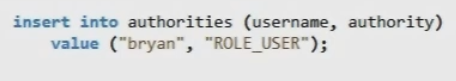 insert into authorities (username, authority)
value ("bryan", "ROLE_USER");